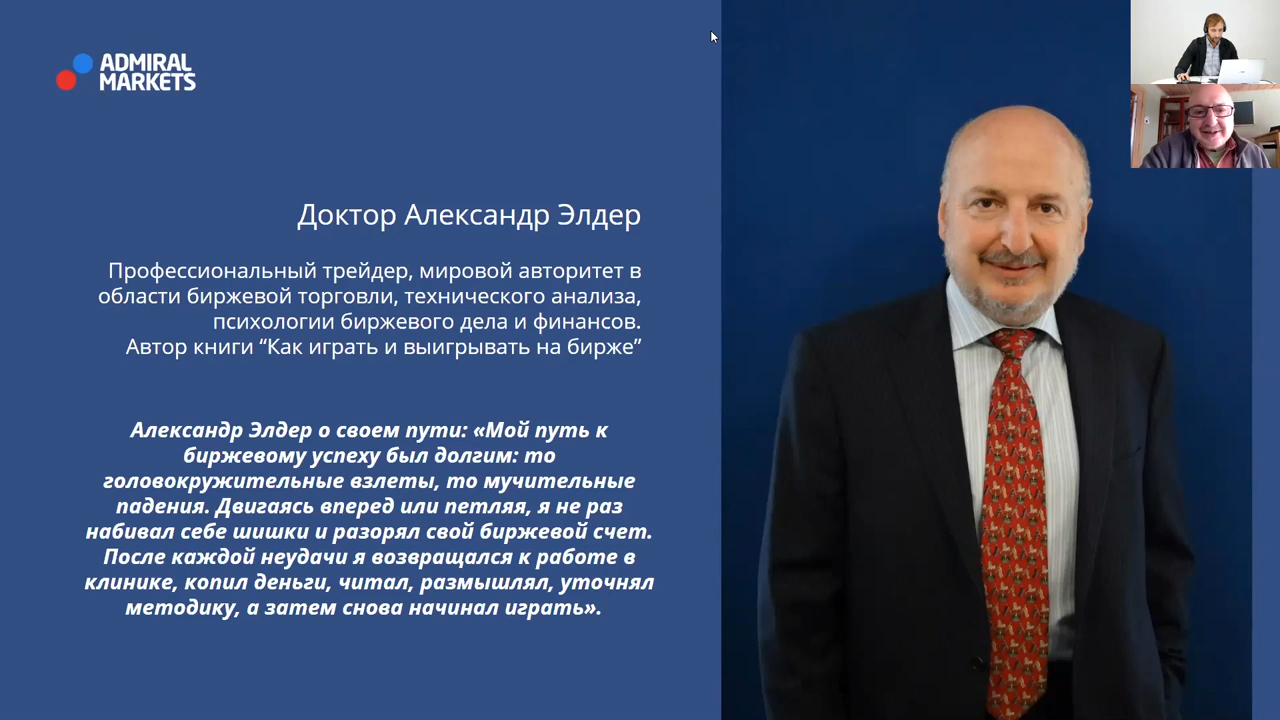 ADMIRAL
MARKETS
Доктор Александр Элдер
Профессиональный трейдер, мировой авторитет в
области биржевой торговли, технического анализа,
психологии биржевого дела и финансов.
Автор книги “Как играть и выигрывать на бирже”
Александр Элдер о своем пути: «Мой путь к
биржевому успеху был долгим: то
головокружительные взлеты, то мучительные
падения. Двигаясь вперед или петляя, я не раз
набивал себе шишки и разорял свой биржевой счет.
После каждой неудачи я возвращался к работе в
клинике, копил деньги, читал, размышлял, уточнял
методику, а затем снова начинал играть».